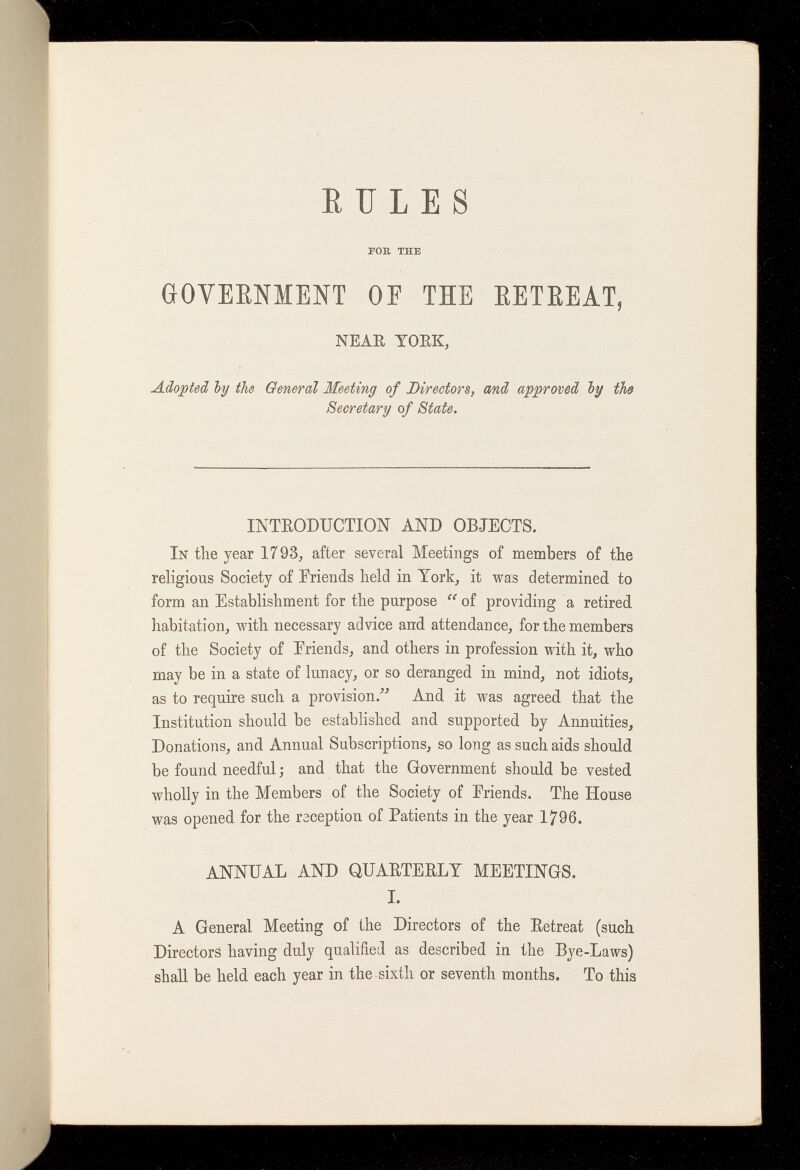 RULES
FOR THE
GOVERNMENT OF THE RETREAT,
NEAR YORK,
Adopted by the General Meeting of Directors, and approved by the
Secretary of State.
INTRODUCTION AND OBJECTS.
In the year 1793, after several Meetings of members of the
religious Society of Friends held in York, it was determined to
form an Establishment for the purpose “of providing a retired
habitation, with necessary advice and attendance, for the members
of the Society of Friends, and others in profession with it, who
may be in a state of lunacy, or so deranged in mind, not idiots,
as to require such a provision.” And it was agreed that the
Institution should be established and supported by Annuities,
Donations, and Annual Subscriptions, so long as such aids should
be found needful; and that the Government should be vested
wholly in the Members of the Society of Friends. The House
was opened for the reception of Patients in the year 1796.
ANNUAL AND QUARTERLY MEETINGS.
I.
A General Meeting of the Directors of the Retreat (such
Directors having duly qualified as described in the Bye-Laws)
shall be held each year in the sixth or seventh months. To this